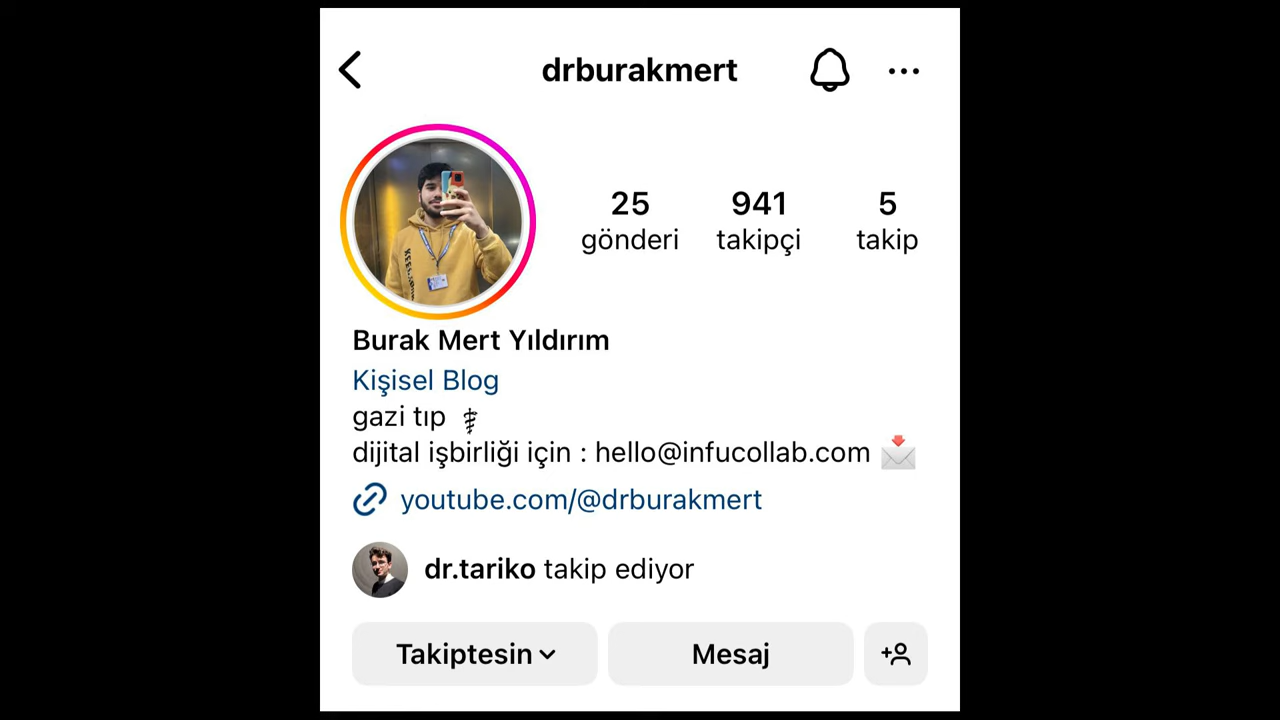 drburakmert
25 941 5
gönderi takipçi takip
Burak Mert Yıldırım
Kişisel Blog
gazi tıp ⚕
dijital işbirliği için : hello@infucollab.com 📩
youtube.com/@drburakmert
dr.tariko takip ediyor
Takiptesin Mesaj